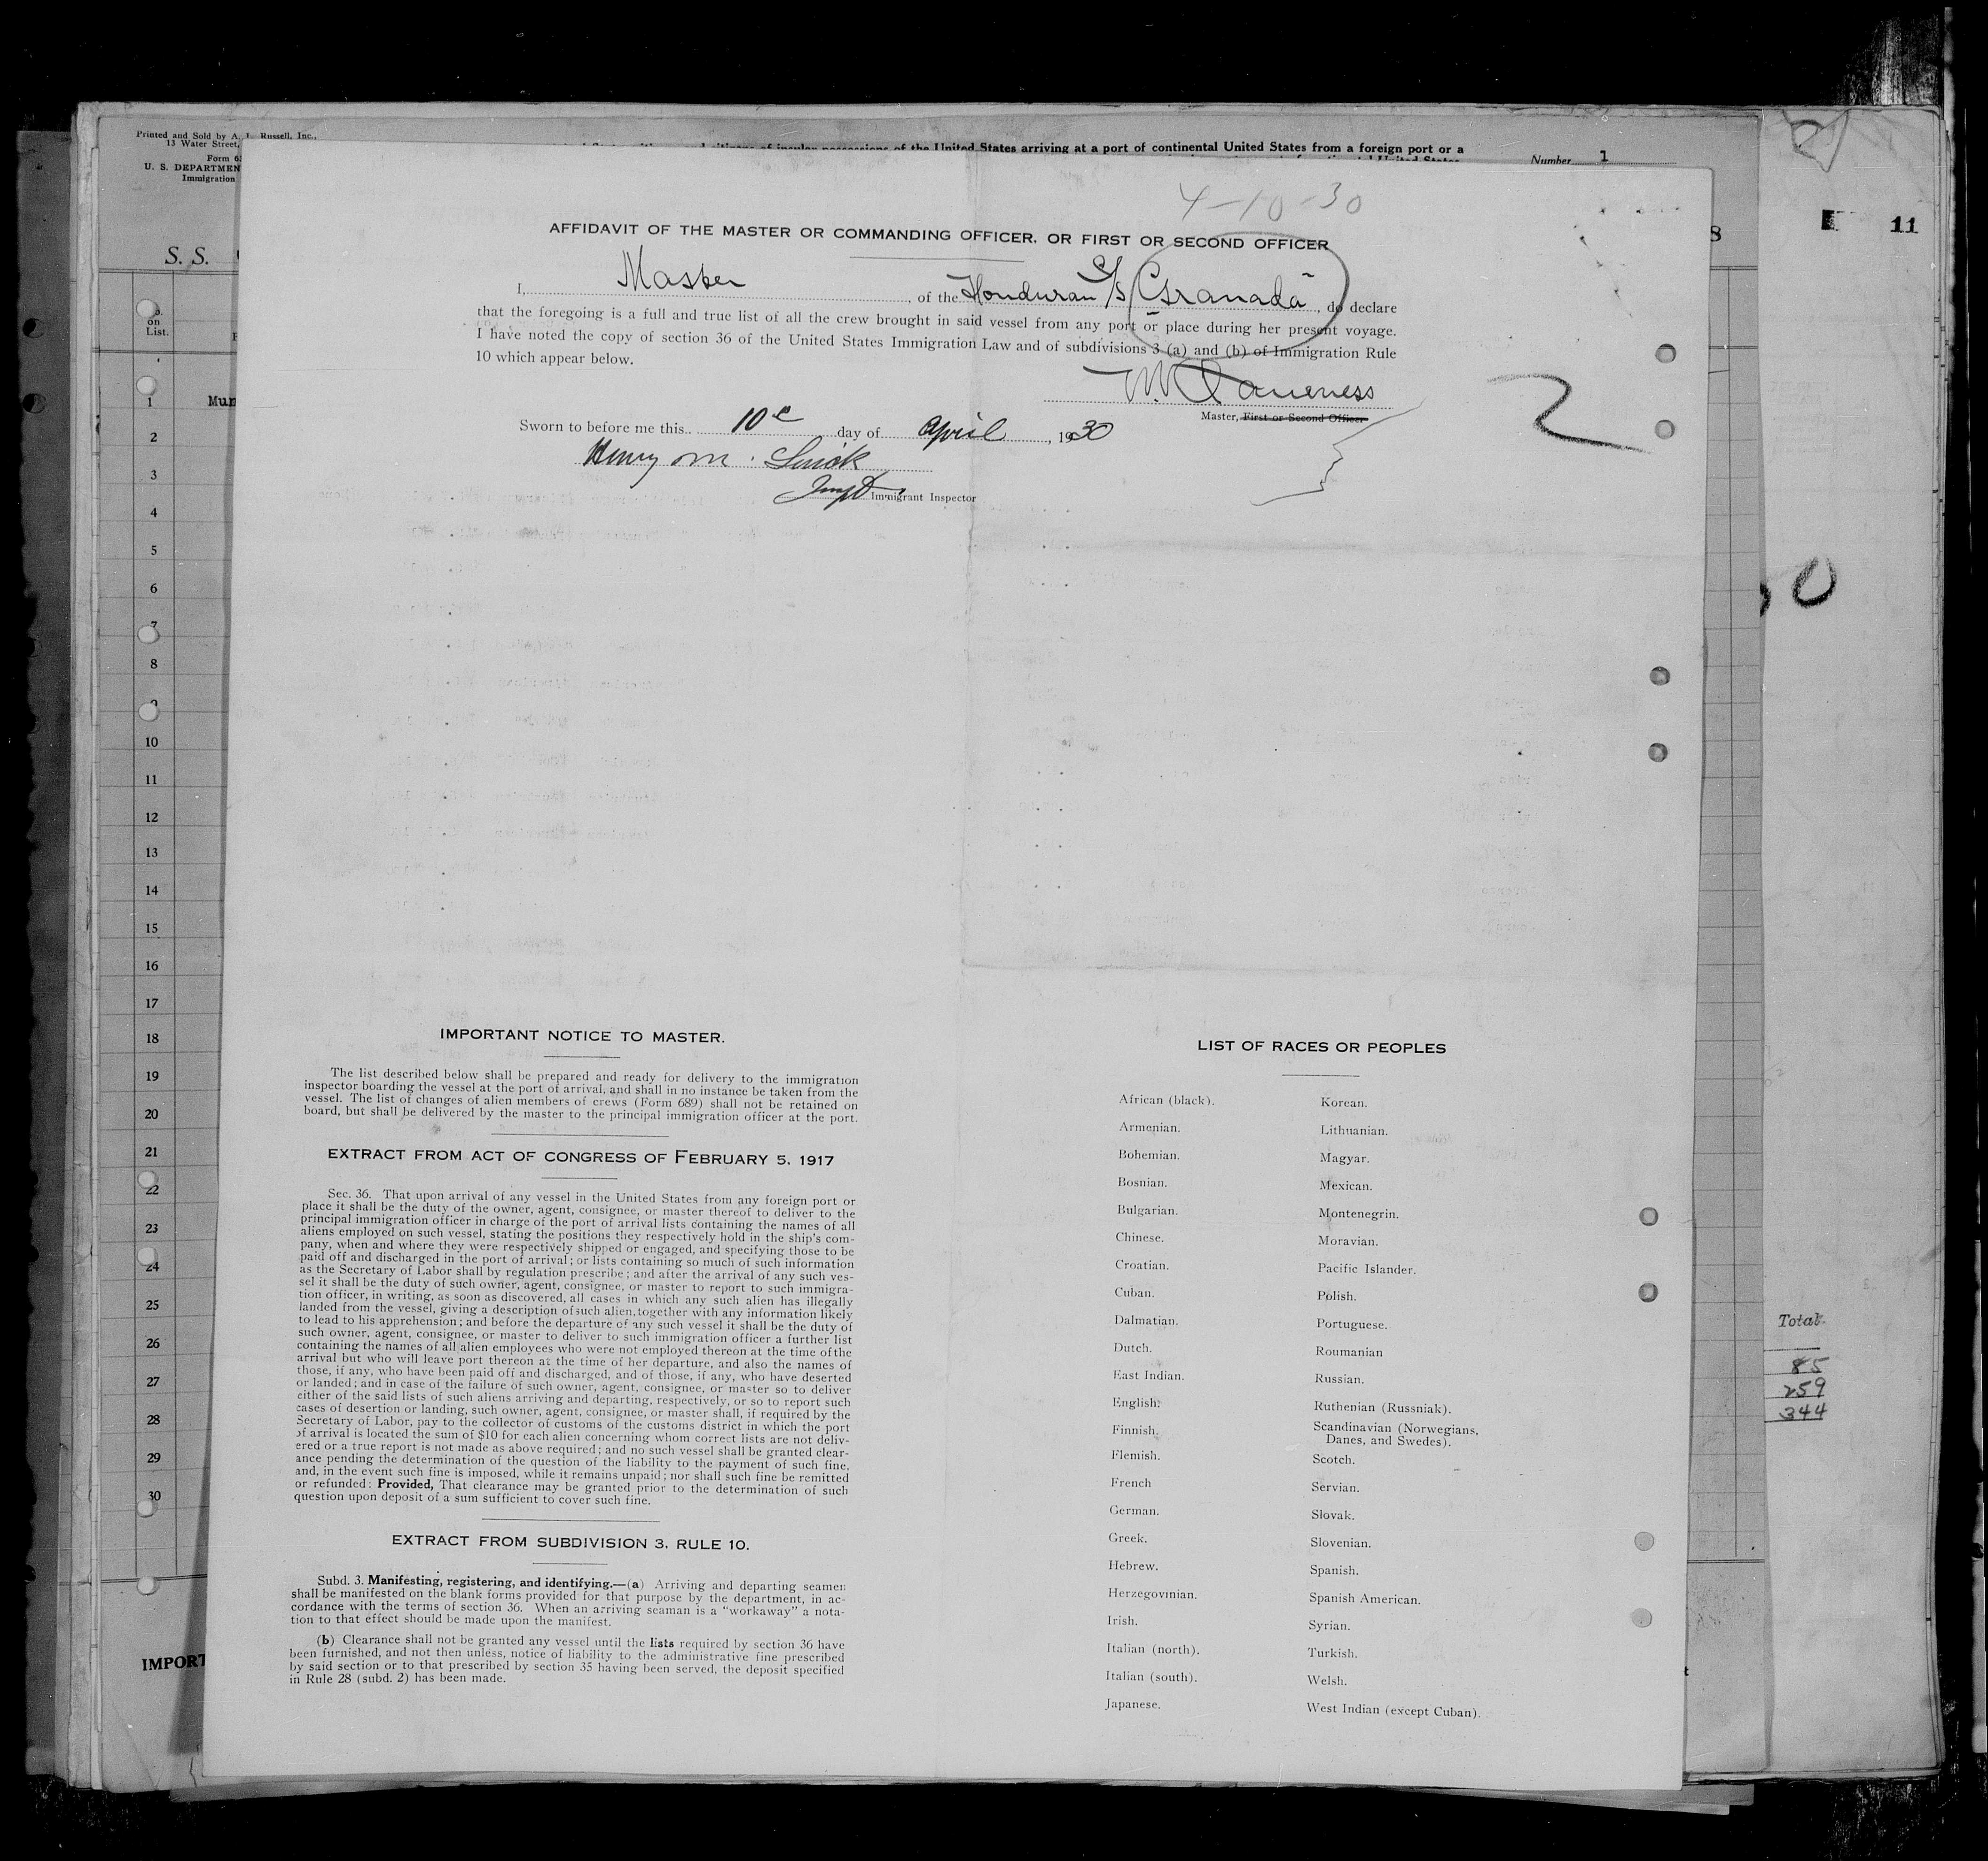 Printed and Sold by A. L. Russell, Inc.,
13 Water Street,
Form 6
U. S. DEPARTMEN
Immigration
United States arriving at a port of continental United States from a foreign port or a
Number 1
S. S.
8
11
No. on List.
4-10-30
AFFIDAVIT OF THE MASTER OR COMMANDING OFFICER, OR FIRST OR SECOND OFFICER
I, Master, of the Honduran S/S "Granada", do declare
that the foregoing is a full and true list of all the crew brought in said vessel from any port or place during her present voyage.
I have noted the copy of section 36 of the United States Immigration Law and of subdivisions 3 (a) and (b) of Immigration Rule
10 which appear below.
Master, First or Second Officer
2
Sworn to before me this 10th day of April, 1930
Henry M.
Immigrant Inspector
1 Mun
2
3
4
5
6
7
8
9
10
11
12
13
14
15
16
17
18
19
20
21
22
23
24
25
26
27
28
29
30
IMPORT
IMPORTANT NOTICE TO MASTER.
The list described below shall be prepared and ready for delivery to the immigration
inspector boarding the vessel at the port of arrival, and shall in no instance be taken from the
vessel. The list of changes of alien members of crews (Form 689) shall not be retained on
board, but shall be delivered by the master to the principal immigration officer at the port.
EXTRACT FROM ACT OF CONGRESS OF FEBRUARY 5, 1917
Sec. 36. That upon arrival of any vessel in the United States from any foreign port or
place it shall be the duty of the owner, agent, consignee, or master thereof to deliver to the
principal immigration officer in charge of the port of arrival lists containing the names of all
aliens employed on such vessel, stating the positions they respectively hold in the ship's com-
pany, when and where they were respectively shipped or engaged, and specifying those to be
paid off and discharged in the port of arrival; or lists containing so much of such information
as the Secretary of Labor shall by regulation prescribe; and after the arrival of any such ves-
sel it shall be the duty of such owner, agent, consignee, or master to report to such immigra-
tion officer, in writing, as soon as discovered, all cases in which any such alien has illegally
landed from the vessel, giving a description of such alien, together with any information likely
to lead to his apprehension; and before the departure of any such vessel it shall be the duty of
such owner, agent, consignee, or master to deliver to such immigration officer a further list
containing the names of all alien employees who were not employed thereon at the time of the
arrival but who will leave port thereon at the time of her departure, and also the names of
those, if any, who have been paid off and discharged, and of those, if any, who have deserted
or landed; and in case of the failure of such owner, agent, consignee, or master so to deliver
either of the said lists of such aliens arriving and departing, respectively, or so to report such
cases of desertion or landing, such owner, agent, consignee, or master shall, if required by the
Secretary of Labor, pay to the collector of customs of the customs district in which the port
of arrival is located the sum of $10 for each alien concerning whom correct lists are not deliv-
ered or a true report is not made as above required; and no such vessel shall be granted clear-
ance pending the determination of the question of the liability to the payment of such fine,
and, in the event such fine is imposed, while it remains unpaid; nor shall such fine be remitted
or refunded: Provided, That clearance may be granted prior to the determination of such
question upon deposit of a sum sufficient to cover such fine.
EXTRACT FROM SUBDIVISION 3, RULE 10.
Subd. 3. Manifesting, registering, and identifying.—(a) Arriving and departing seamen
shall be manifested on the blank forms provided for that purpose by the department, in ac-
cordance with the terms of section 36. When an arriving seaman is a "workaway" a nota-
tion to that effect should be made upon the manifest.
(b) Clearance shall not be granted any vessel until the lists required by section 36 have
been furnished, and not then unless, notice of liability to the administrative fine prescribed
by said section or to that prescribed by section 35 having been served, the deposit specified
in Rule 28 (subd. 2) has been made.
LIST OF RACES OR PEOPLES
African (black).
Armenian.
Bohemian.
Bosnian.
Bulgarian.
Chinese.
Croatian.
Cuban.
Dalmatian.
Dutch.
East Indian.
English.
Finnish.
Flemish.
French
German.
Greek.
Hebrew.
Herzegovinian.
Irish.
Italian (north).
Italian (south).
Japanese.
Korean.
Lithuanian.
Magyar.
Mexican.
Montenegrin.
Moravian.
Pacific Islander.
Polish.
Portuguese.
Roumanian
Russian.
Ruthenian (Russniak).
Scandinavian (Norwegians,
Danes, and Swedes).
Scotch.
Servian.
Slovak.
Slovenian.
Spanish.
Spanish American.
Syrian.
Turkish.
Welsh.
West Indian (except Cuban).
Total
85
259
344